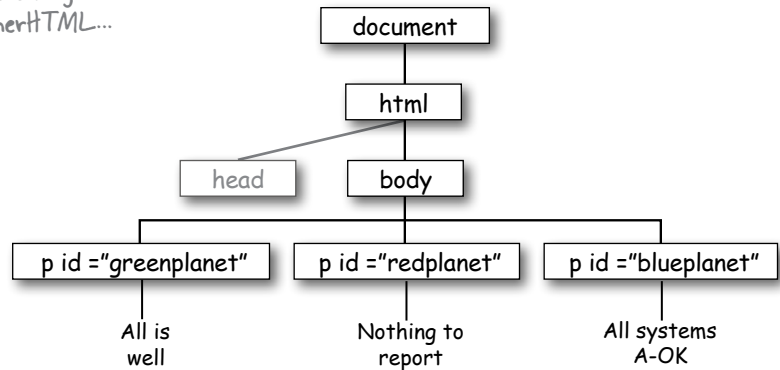 nerHTML...
document
html
head
body
p id ="greenplanet"
p id ="redplanet"
p id ="blueplanet"
All is
well
Nothing to
report
All systems
A-OK